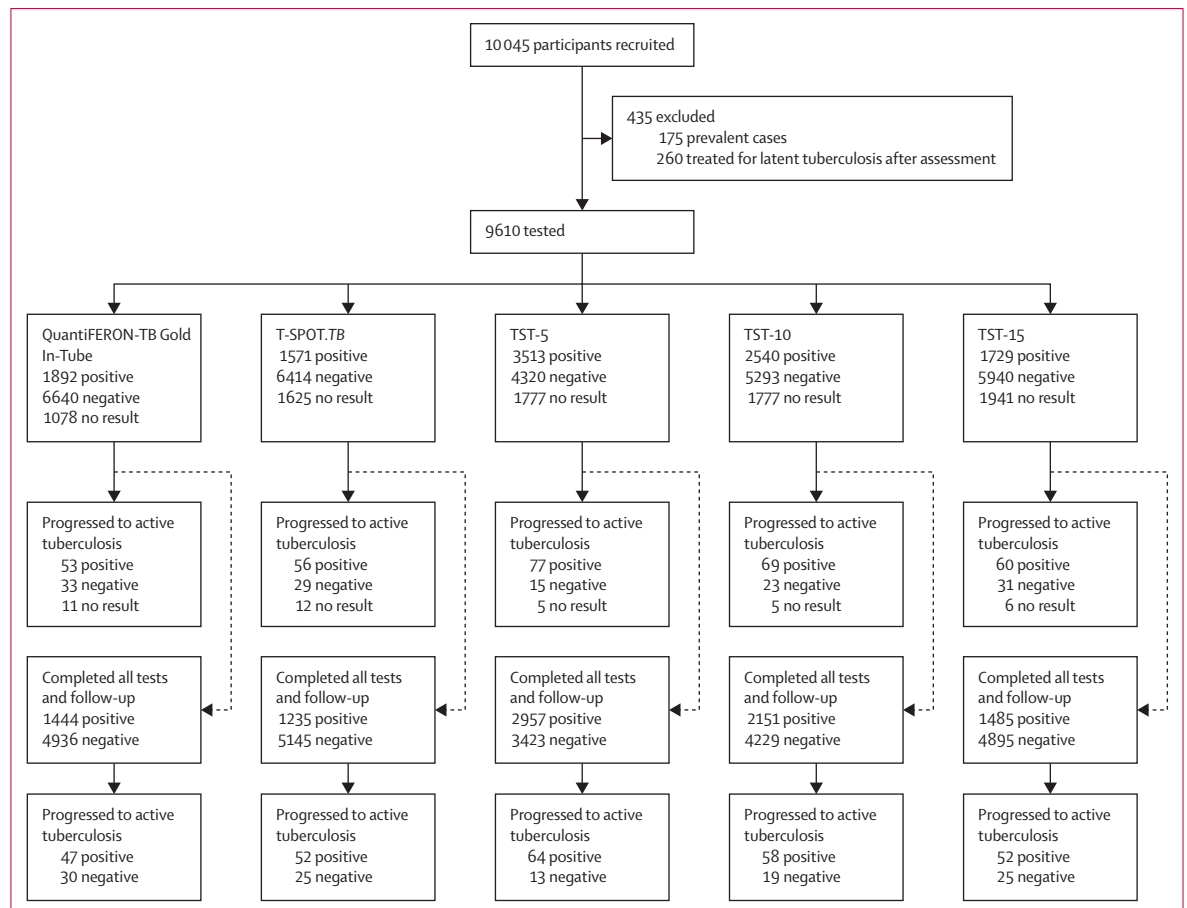 10 045 participants recruited
435 excluded
175 prevalent cases
260 treated for latent tuberculosis after assessment
9610 tested
QuantiFERON-TB Gold
In-Tube
1892 positive
6640 negative
1078 no result
T-SPOT.TB
1571 positive
6414 negative
1625 no result
TST-5
3513 positive
4320 negative
1777 no result
TST-10
2540 positive
5293 negative
1777 no result
TST-15
1729 positive
5940 negative
1941 no result
Progressed to active
tuberculosis
53 positive
33 negative
11 no result
Progressed to active
tuberculosis
56 positive
29 negative
12 no result
Progressed to active
tuberculosis
77 positive
15 negative
5 no result
Progressed to active
tuberculosis
69 positive
23 negative
5 no result
Progressed to active
tuberculosis
60 positive
31 negative
6 no result
Completed all tests
and follow-up
1444 positive
4936 negative
Completed all tests
and follow-up
1235 positive
5145 negative
Completed all tests
and follow-up
2957 positive
3423 negative
Completed all tests
and follow-up
2151 positive
4229 negative
Completed all tests
and follow-up
1485 positive
4895 negative
Progressed to active
tuberculosis
47 positive
30 negative
Progressed to active
tuberculosis
52 positive
25 negative
Progressed to active
tuberculosis
64 positive
13 negative
Progressed to active
tuberculosis
58 positive
19 negative
Progressed to active
tuberculosis
52 positive
25 negative